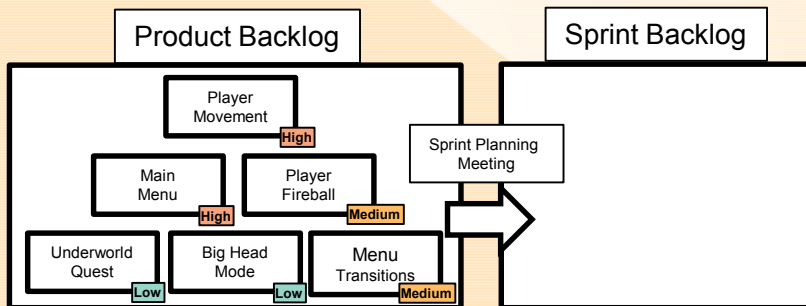 Product Backlog
Sprint Backlog
Player
Movement
High
Sprint Planning
Meeting
Main
Menu
High
Player
Fireball
Medium
Underworld
Quest
Low
Big Head
Mode
Low
Menu
Transitions
Medium